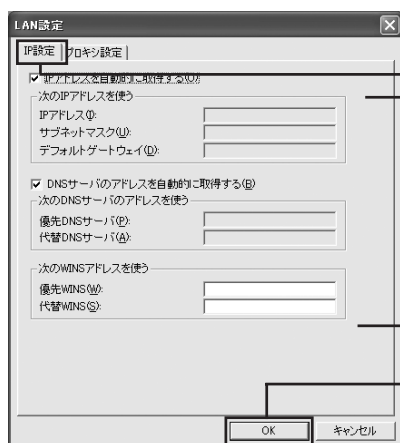 LAN設定
IP設定 プロキシ設定
IPアドレスを自動的に取得する(O)
次のIPアドレスを使う
IPアドレス(I):
サブネットマスク(U):
デフォルトゲートウェイ(D):
DNSサーバのアドレスを自動的に取得する(B)
次のDNSサーバのアドレスを使う
優先DNSサーバ(P):
代替DNSサーバ(A):
次のWINSアドレスを使う
優先WINS(W):
代替WINS(S):
OK キャンセル